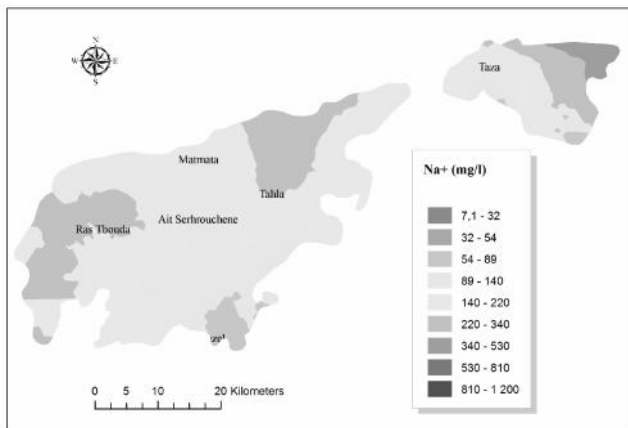 N
W E
S
Taza
Matmata
Tahla
Ait Serhrouchene
Ras Tbouda
zel
Na+ (mg/l)
7,1 - 32
32 - 54
54 - 89
89 - 140
140 - 220
220 - 340
340 - 530
530 - 810
810 - 1 200
0 5 10 20 Kilometers